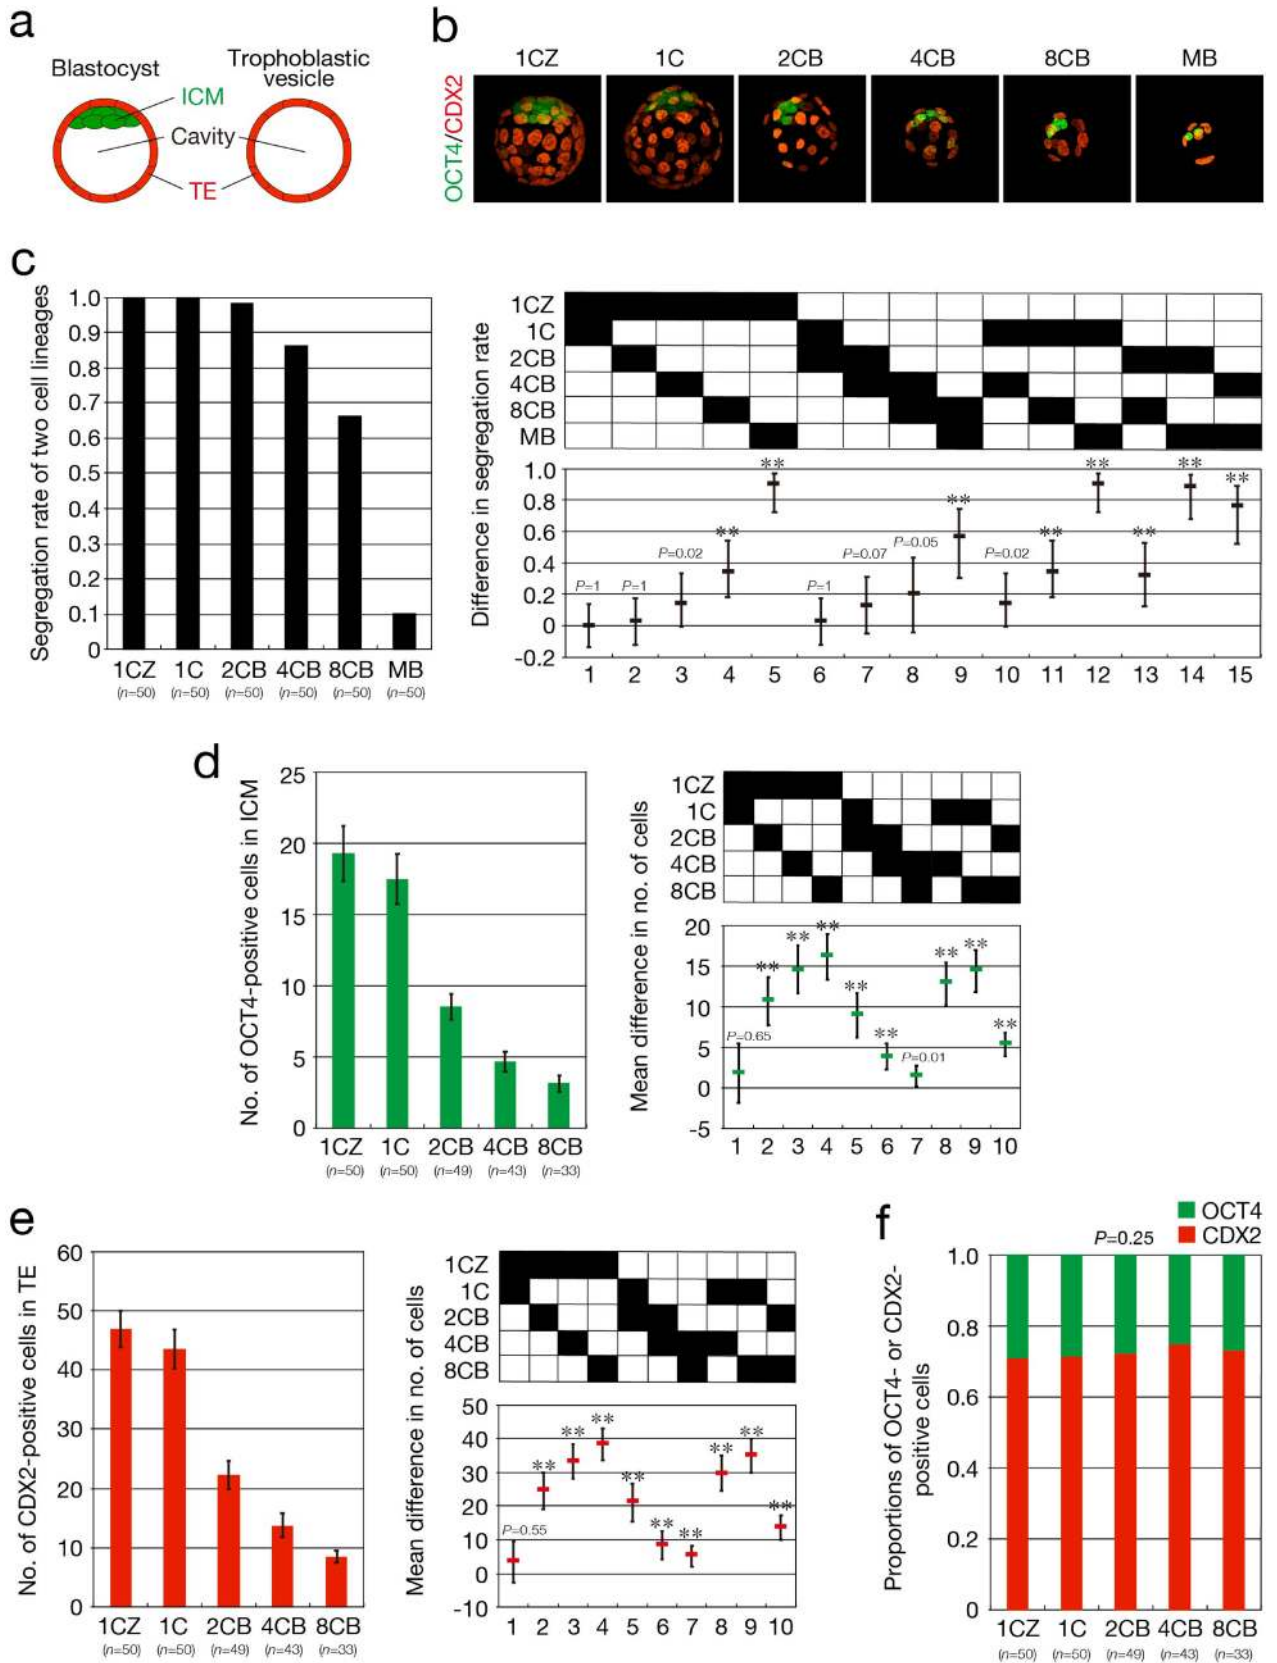 a
Blastocyst
Trophoblastic
vesicle
ICM
Cavity
TE
b
OCT4/CDX2
1CZ 1C 2CB 4CB 8CB MB
c
Segregation rate of two cell lineages
1.0
0.9
0.8
0.7
0.6
0.5
0.4
0.3
0.2
0.1
0
1CZ 1C 2CB 4CB 8CB MB
(n=50) (n=50) (n=50) (n=50) (n=50) (n=50)
Difference in segregation rate
1CZ
1C
2CB
4CB
8CB
MB
1.0
0.8
0.6
0.4
0.2
0
-0.2
P=1 P=1 P=0.02 ** ** P=1 P=0.07 P=0.05 ** P=0.02 ** ** ** ** **
1 2 3 4 5 6 7 8 9 10 11 12 13 14 15
d
No. of OCT4-positive cells in ICM
25
20
15
10
5
0
1CZ 1C 2CB 4CB 8CB
(n=50) (n=50) (n=49) (n=43) (n=33)
Mean difference in no. of cells
1CZ
1C
2CB
4CB
8CB
20
15
10
5
0
-5
P=0.65 ** ** ** ** ** P=0.01 ** ** **
1 2 3 4 5 6 7 8 9 10
e
No. of CDX2-positive cells in TE
60
50
40
30
20
10
0
1CZ 1C 2CB 4CB 8CB
(n=50) (n=50) (n=49) (n=43) (n=33)
Mean difference in no. of cells
1CZ
1C
2CB
4CB
8CB
50
40
30
20
10
0
-10
P=0.55 ** ** ** ** ** ** ** ** **
1 2 3 4 5 6 7 8 9 10
f
OCT4
CDX2
P=0.25
Proportions of OCT4- or CDX2-
positive cells
1.0
0.8
0.6
0.4
0.2
0
1CZ 1C 2CB 4CB 8CB
(n=50) (n=50) (n=49) (n=43) (n=33)